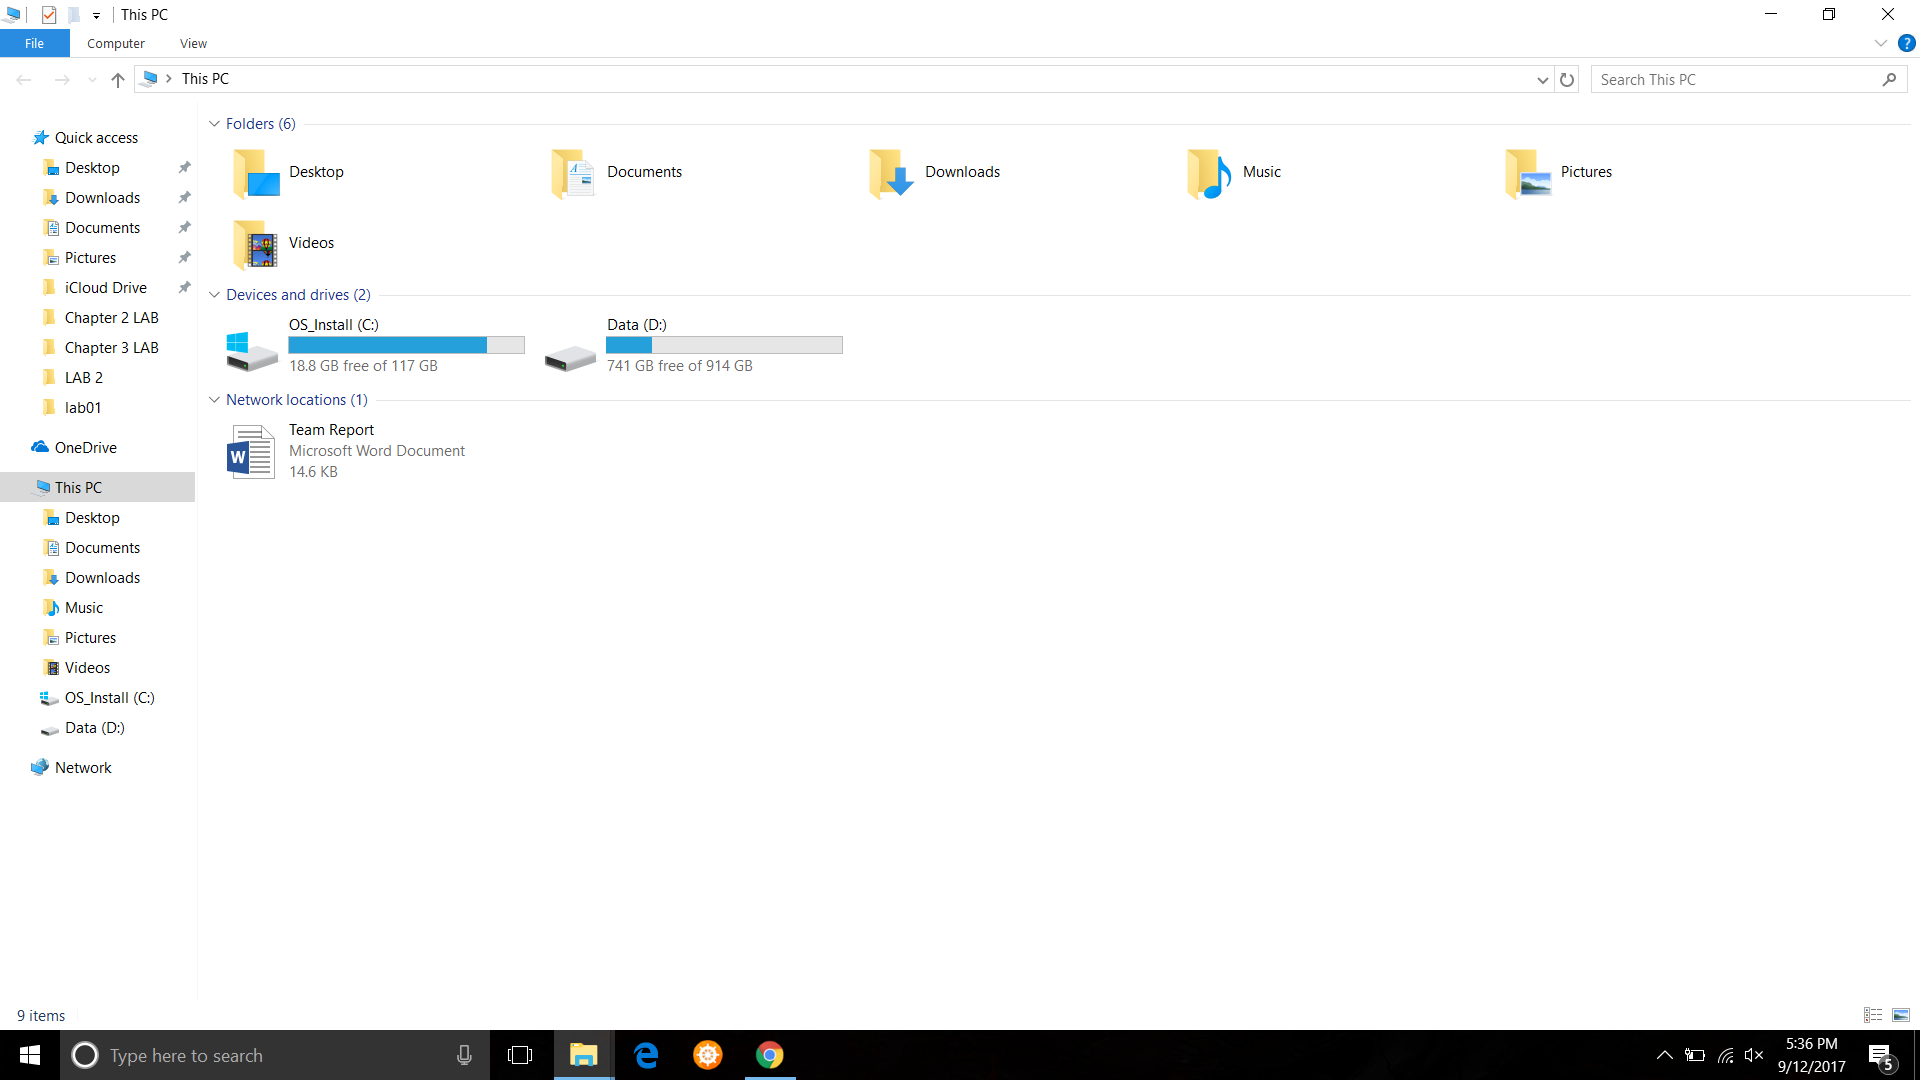 This PC
File Computer View
This PC
Search This PC
Quick access
Desktop
Downloads
Documents
Pictures
iCloud Drive
Chapter 2 LAB
Chapter 3 LAB
LAB 2
lab01
OneDrive
This PC
Desktop
Documents
Downloads
Music
Pictures
Videos
OS_Install (C:)
Data (D:)
Network
Folders (6)
Desktop
Documents
Downloads
Music
Pictures
Videos
Devices and drives (2)
OS_Install (C:)
18.8 GB free of 117 GB
Data (D:)
741 GB free of 914 GB
Network locations (1)
Team Report
Microsoft Word Document
14.6 KB
9 items
Type here to search
5:36 PM
9/12/2017
5